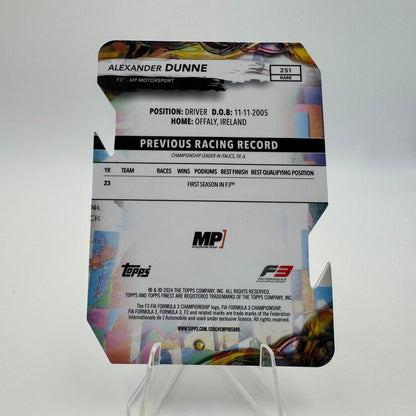 ALEXANDER DUNNE
F3™ - MP MOTORSPORT
251
RARE
POSITION: DRIVER D.O.B: 11-11-2005
HOME: OFFALY, IRELAND
PREVIOUS RACING RECORD
CHAMPIONSHIP LEADER IN ITALICS, TIE △
YR TEAM RACES WINS PODIUMS BEST FINISH BEST QUALIFYING POSITION
23 FIRST SEASON IN F3™
MP
topps
F3
® & © 2024 THE TOPPS COMPANY, INC. ALL RIGHTS RESERVED.
TOPPS AND TOPPS FINEST ARE REGISTERED TRADEMARKS OF THE TOPPS COMPANY, INC.
The F3 FIA FORMULA 3 CHAMPIONSHIP logo, FIA FORMULA 3 CHAMPIONSHIP,
FIA FORMULA 3, FORMULA 3, F3 and related marks are trade marks of the Federation
Internationale de L'Automobile and used under exclusive licence. All rights reserved.
WWW.TOPPS.COM. CODE#CMP085889.